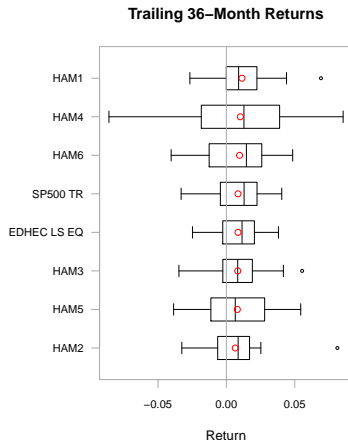 Trailing 36−Month Returns
HAM1
HAM4
HAM6
SP500 TR
EDHEC LS EQ
HAM3
HAM5
HAM2
−0.05 0.00 0.05
Return